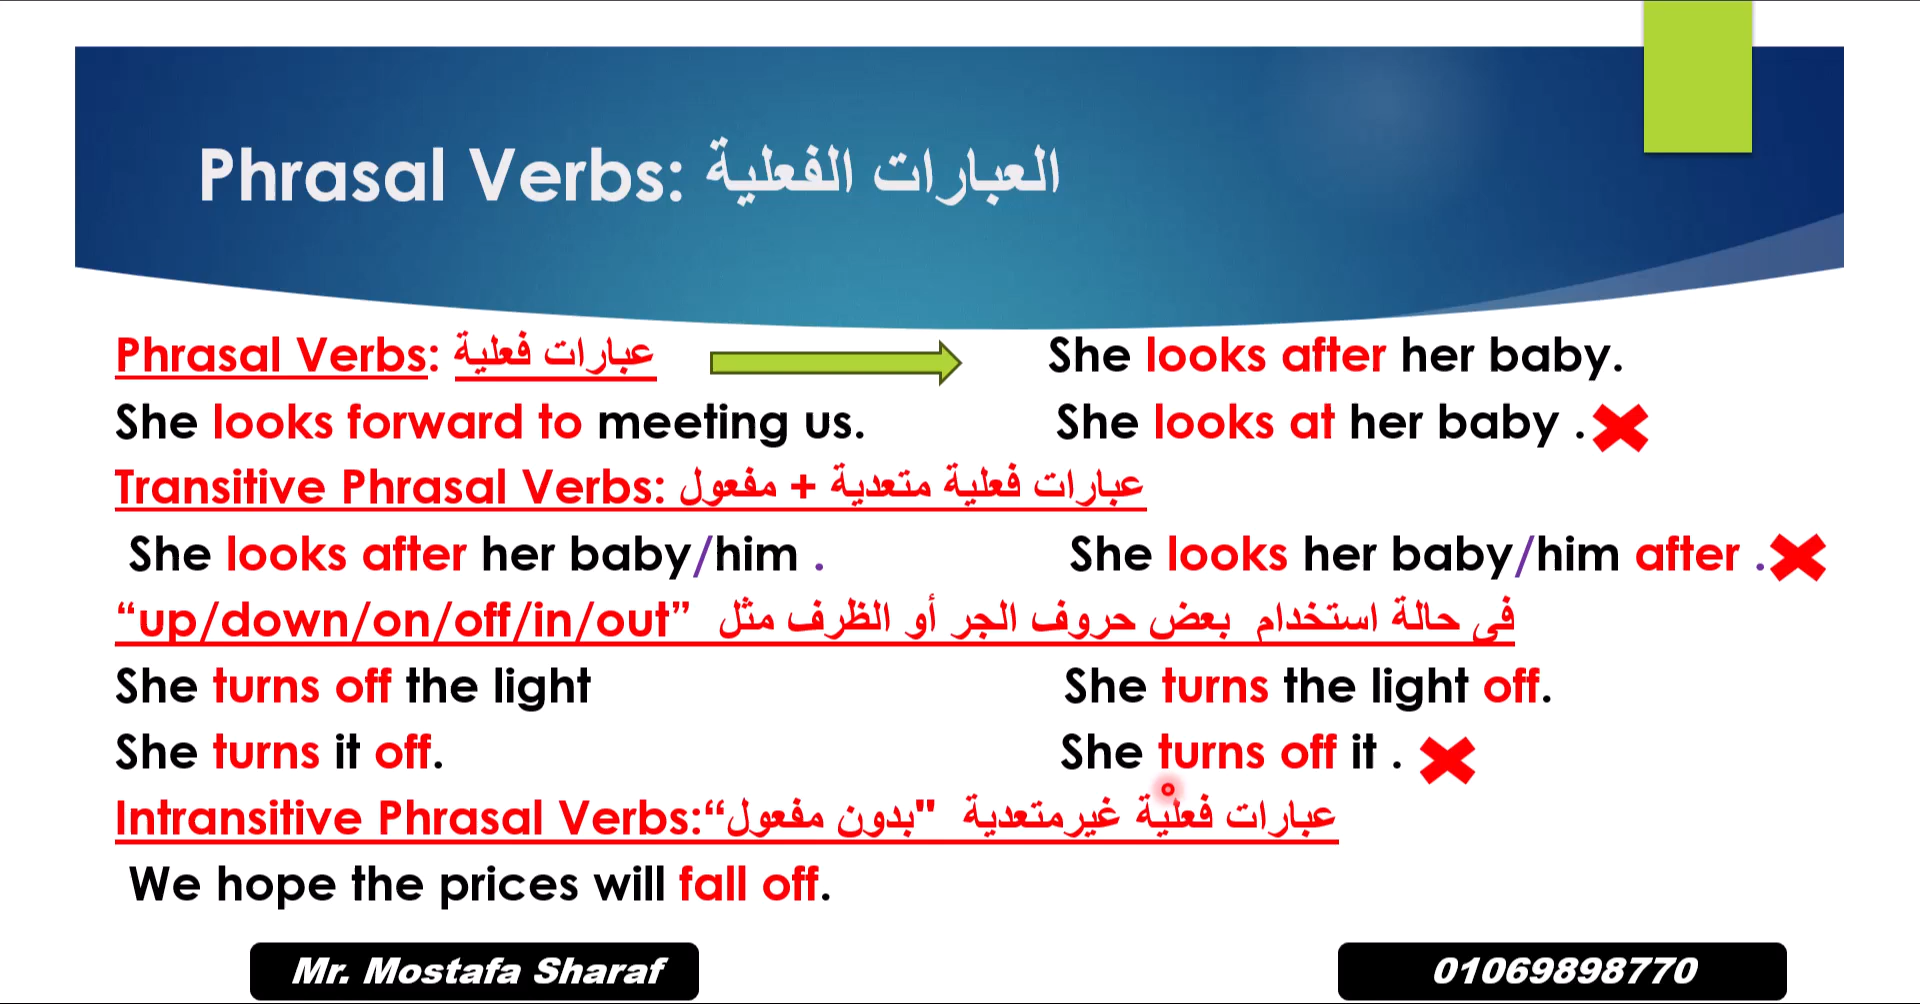 Phrasal Verbs: العبارات الفعلية
Phrasal Verbs: عبارات فعلية She looks after her baby.
She looks forward to meeting us. She looks at her baby .
Transitive Phrasal Verbs: عبارات فعلية متعدية + مفعول
She looks after her baby/him . She looks her baby/him after .
“up/down/on/off/in/out” في حالة استخدام بعض حروف الجر أو الظرف مثل
She turns off the light She turns the light off.
She turns it off. She turns off it .
Intransitive Phrasal Verbs:“عبارات فعلية غيرمتعدية "بدون مفعول
We hope the prices will fall off.
Mr. Mostafa Sharaf 01069898770